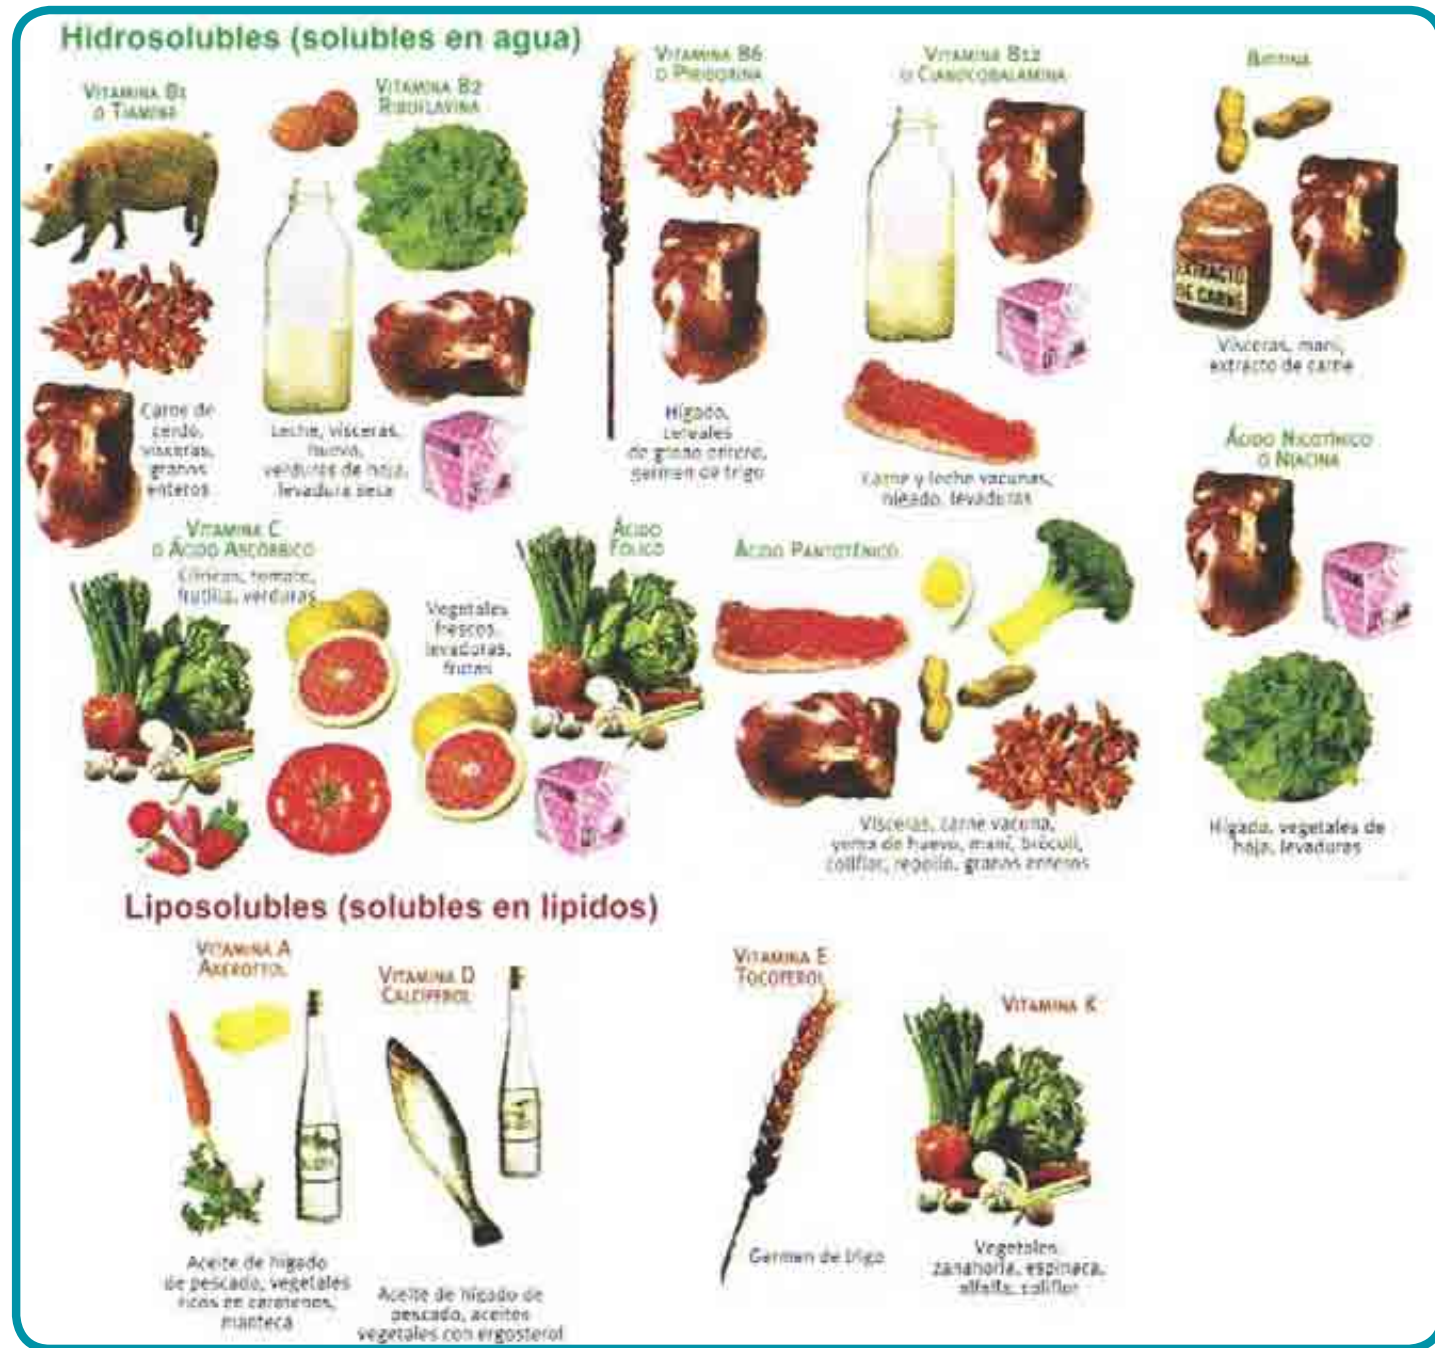 Hidrosolubles (solubles en agua)
VITAMINA B1
O TIAMINA
Carne de
cerdo,
vísceras,
granos
enteros
VITAMINA B2
RIBOFLAVINA
Leche, vísceras,
huevo,
verduras de hoja,
levadura seca
VITAMINA B6
O PIRIDOXINA
Hígado,
cereales
de grano entero,
germen de trigo
VITAMINA B12
O CIANOCOBALAMINA
Carne y leche vacunas,
hígado, levaduras
BIOTINA
EXTRACTO
DE CARNE
Vísceras, maní,
extracto de carne
VITAMINA C
O ÁCIDO ASCÓRBICO
Cítricos, tomate,
frutilla, verduras
ÁCIDO
FÓLICO
Vegetales
frescos,
levaduras,
frutas
ÁCIDO PANTOTÉNICO
Vísceras, carne vacuna,
yema de huevo, maní, brócoli,
coliflor, repollo, granos enteros
ÁCIDO NICOTÍNICO
O NIACINA
Hígado, vegetales de
hoja, levaduras
Liposolubles (solubles en lipidos)
VITAMINA A
AXEROFTOL
Aceite de hígado
de pescado, vegetales
ricos en carotenos,
manteca
VITAMINA D
CALCIFEROL
Aceite de hígado de
pescado, aceites
vegetales con ergosterol
VITAMINA E
TOCOFEROL
Germen de trigo
VITAMINA K
Vegetales,
zanahoria, espinaca,
alfalfa, coliflor